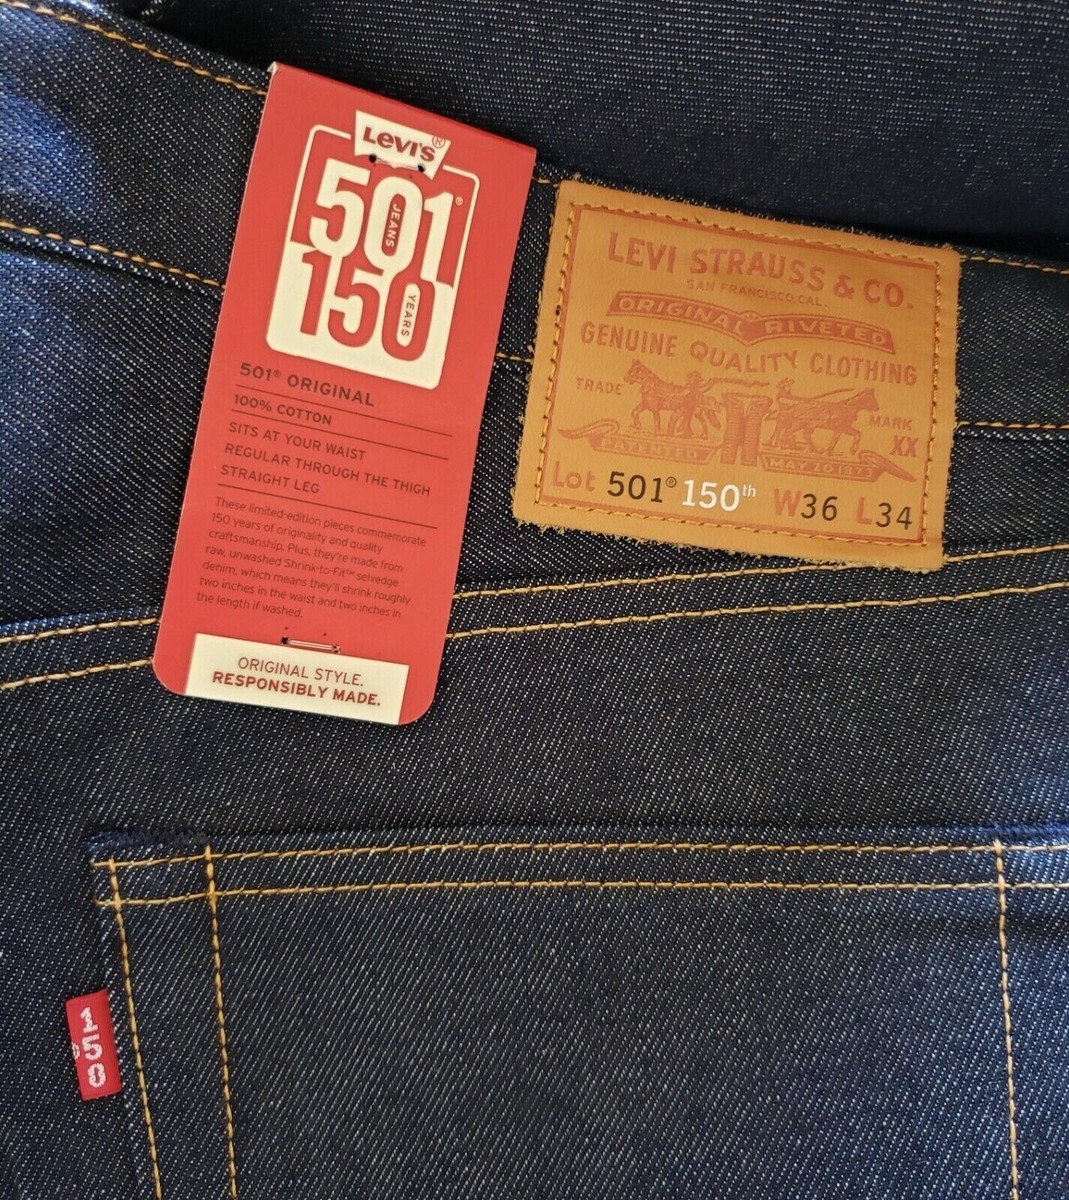 LEVI'S®
501®
JEANS
150
YEARS
501® ORIGINAL
100% COTTON
SITS AT YOUR WAIST
REGULAR THROUGH THE THIGH
STRAIGHT LEG
These limited-edition pieces commemorate
150 years of originality and quality
craftsmanship. Plus, they're made from
raw, unwashed Shrink-to-Fit™ selvedge
denim, which means they'll shrink roughly
two inches in the waist and two inches in
the length if washed.
ORIGINAL STYLE.
RESPONSIBLY MADE.
LEVI STRAUSS & CO.
SAN FRANCISCO, CAL.
ORIGINAL RIVETED
GENUINE QUALITY CLOTHING
TRADE MARK
XX
PATENTED MAY 20 1873
Lot 501® 150th W36 L34
150